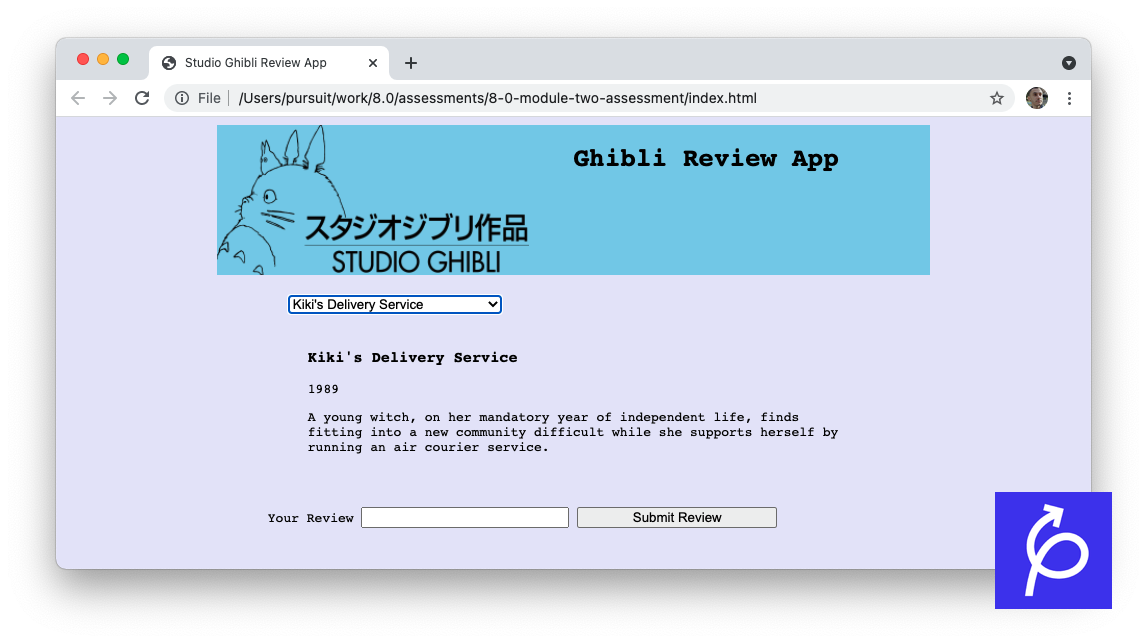 Studio Ghibli Review App
File | /Users/pursuit/work/8.0/assessments/8-0-module-two-assessment/index.html
Ghibli Review App
スタジオジブリ作品
STUDIO GHIBLI
Kiki's Delivery Service
Kiki's Delivery Service
1989
A young witch, on her mandatory year of independent life, finds
fitting into a new community difficult while she supports herself by
running an air courier service.
Your Review
Submit Review